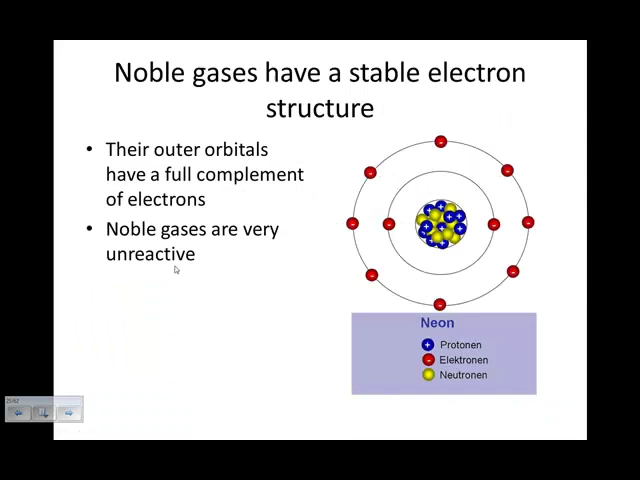 Noble gases have a stable electron
structure
• Their outer orbitals
have a full complement
of electrons
• Noble gases are very
unreactive
Neon
+ Protonen
- Elektronen
Neutronen